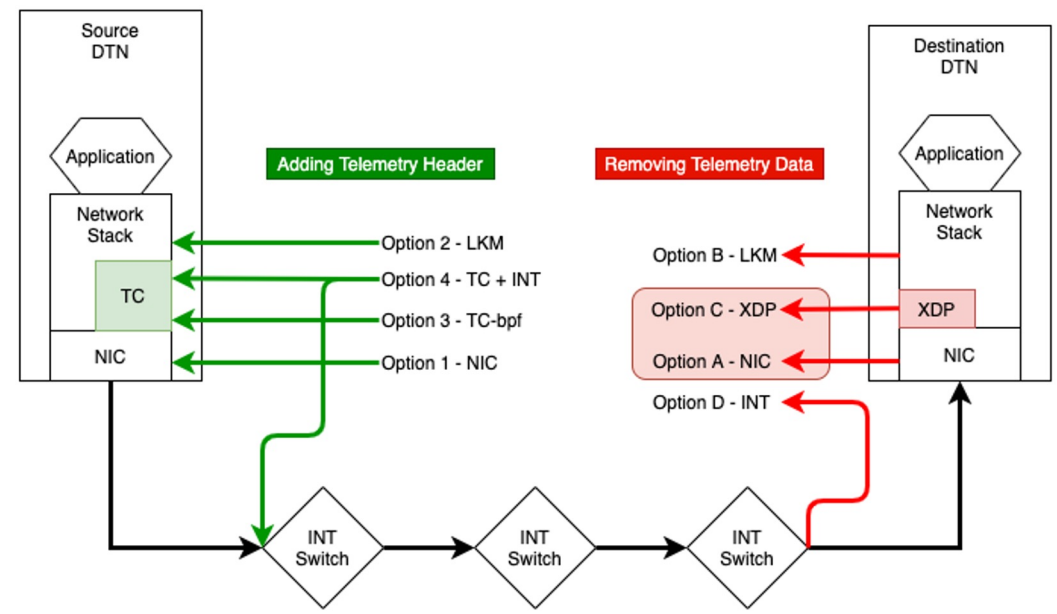 Source
DTN
Application
Network
Stack
TC
NIC
Adding Telemetry Header
Option 2 - LKM
Option 4 - TC + INT
Option 3 - TC-bpf
Option 1 - NIC
Removing Telemetry Data
Option B - LKM
Option C - XDP
Option A - NIC
Option D - INT
Destination
DTN
Application
Network
Stack
XDP
NIC
INT
Switch
INT
Switch
INT
Switch